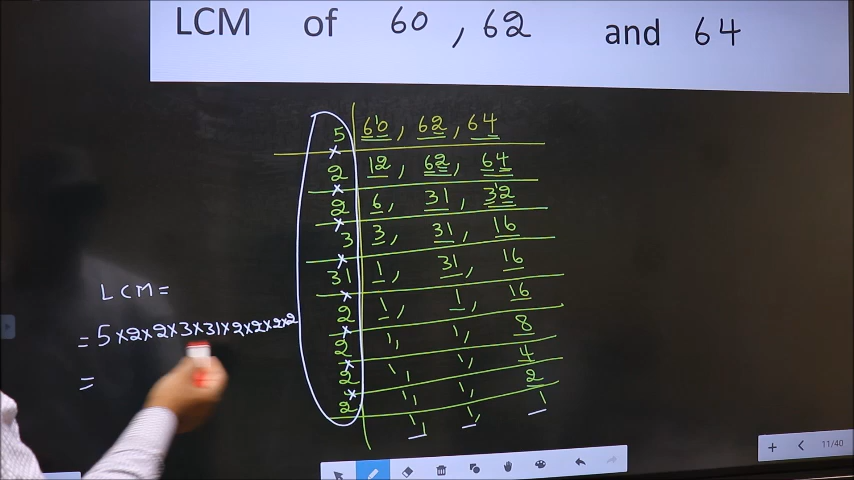 LCM of 60 , 62 and 64
5 60, 62, 64
2 12, 62, 64
2 6, 31, 32
3 3, 31, 16
31 1, 31, 16
2 1, 1, 16
2 1, 1, 8
2 1, 1, 4
2 1, 1, 2
1, 1, 1
LCM =
= 5×2×2×3×31×2×2×2×2
=
11/40